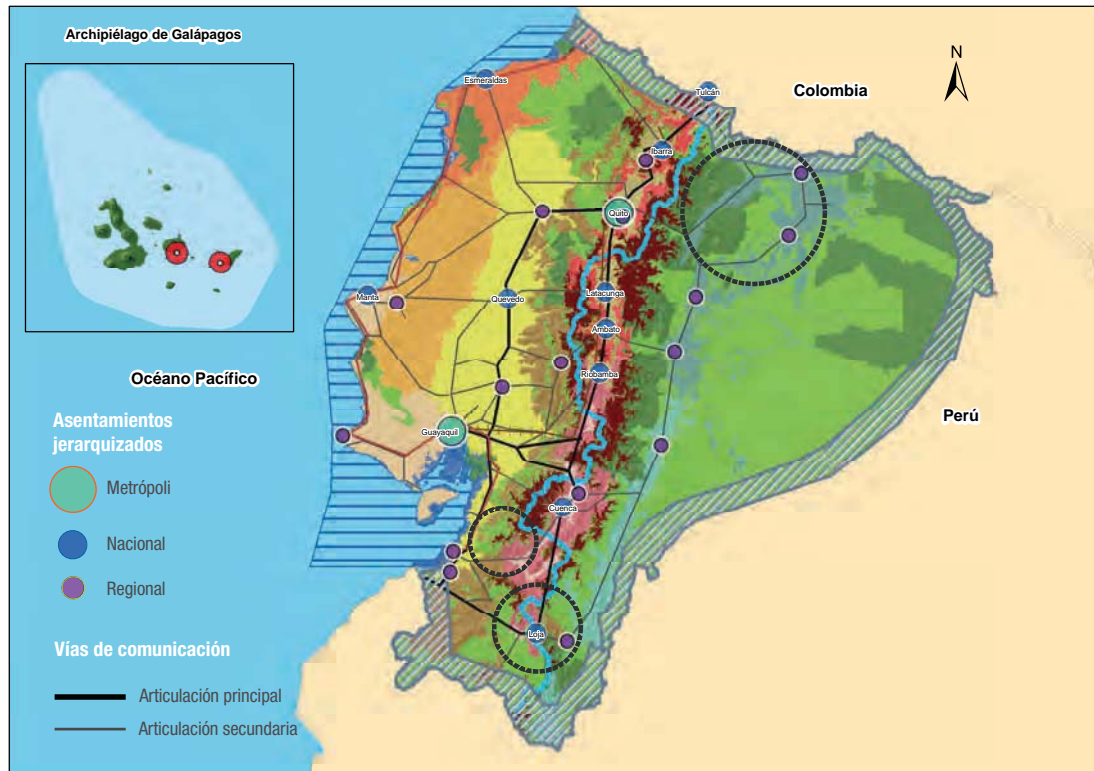 Archipiélago de Galápagos
N
Colombia
Esmeraldas
Tulcán
Ibarra
Quito
Manta
Quevedo
Latacunga
Ambato
Riobamba
Océano Pacífico
Perú
Guayaquil
Cuenca
Loja
Asentamientos
jerarquizados
Metrópoli
Nacional
Regional
Vías de comunicación
Articulación principal
Articulación secundaria